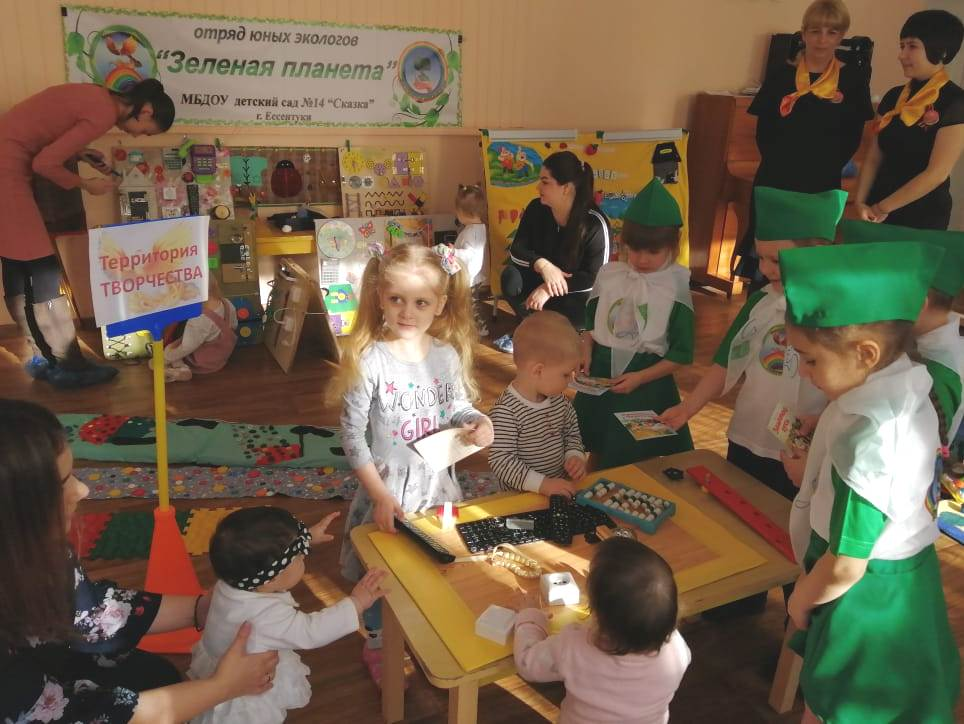 отряд юных экологов
"Зеленая планета"
МБДОУ детский сад №14 "Сказка"
г. Ессентуки
Территория
ТВОРЧЕСТВА
WONDER
GIRL